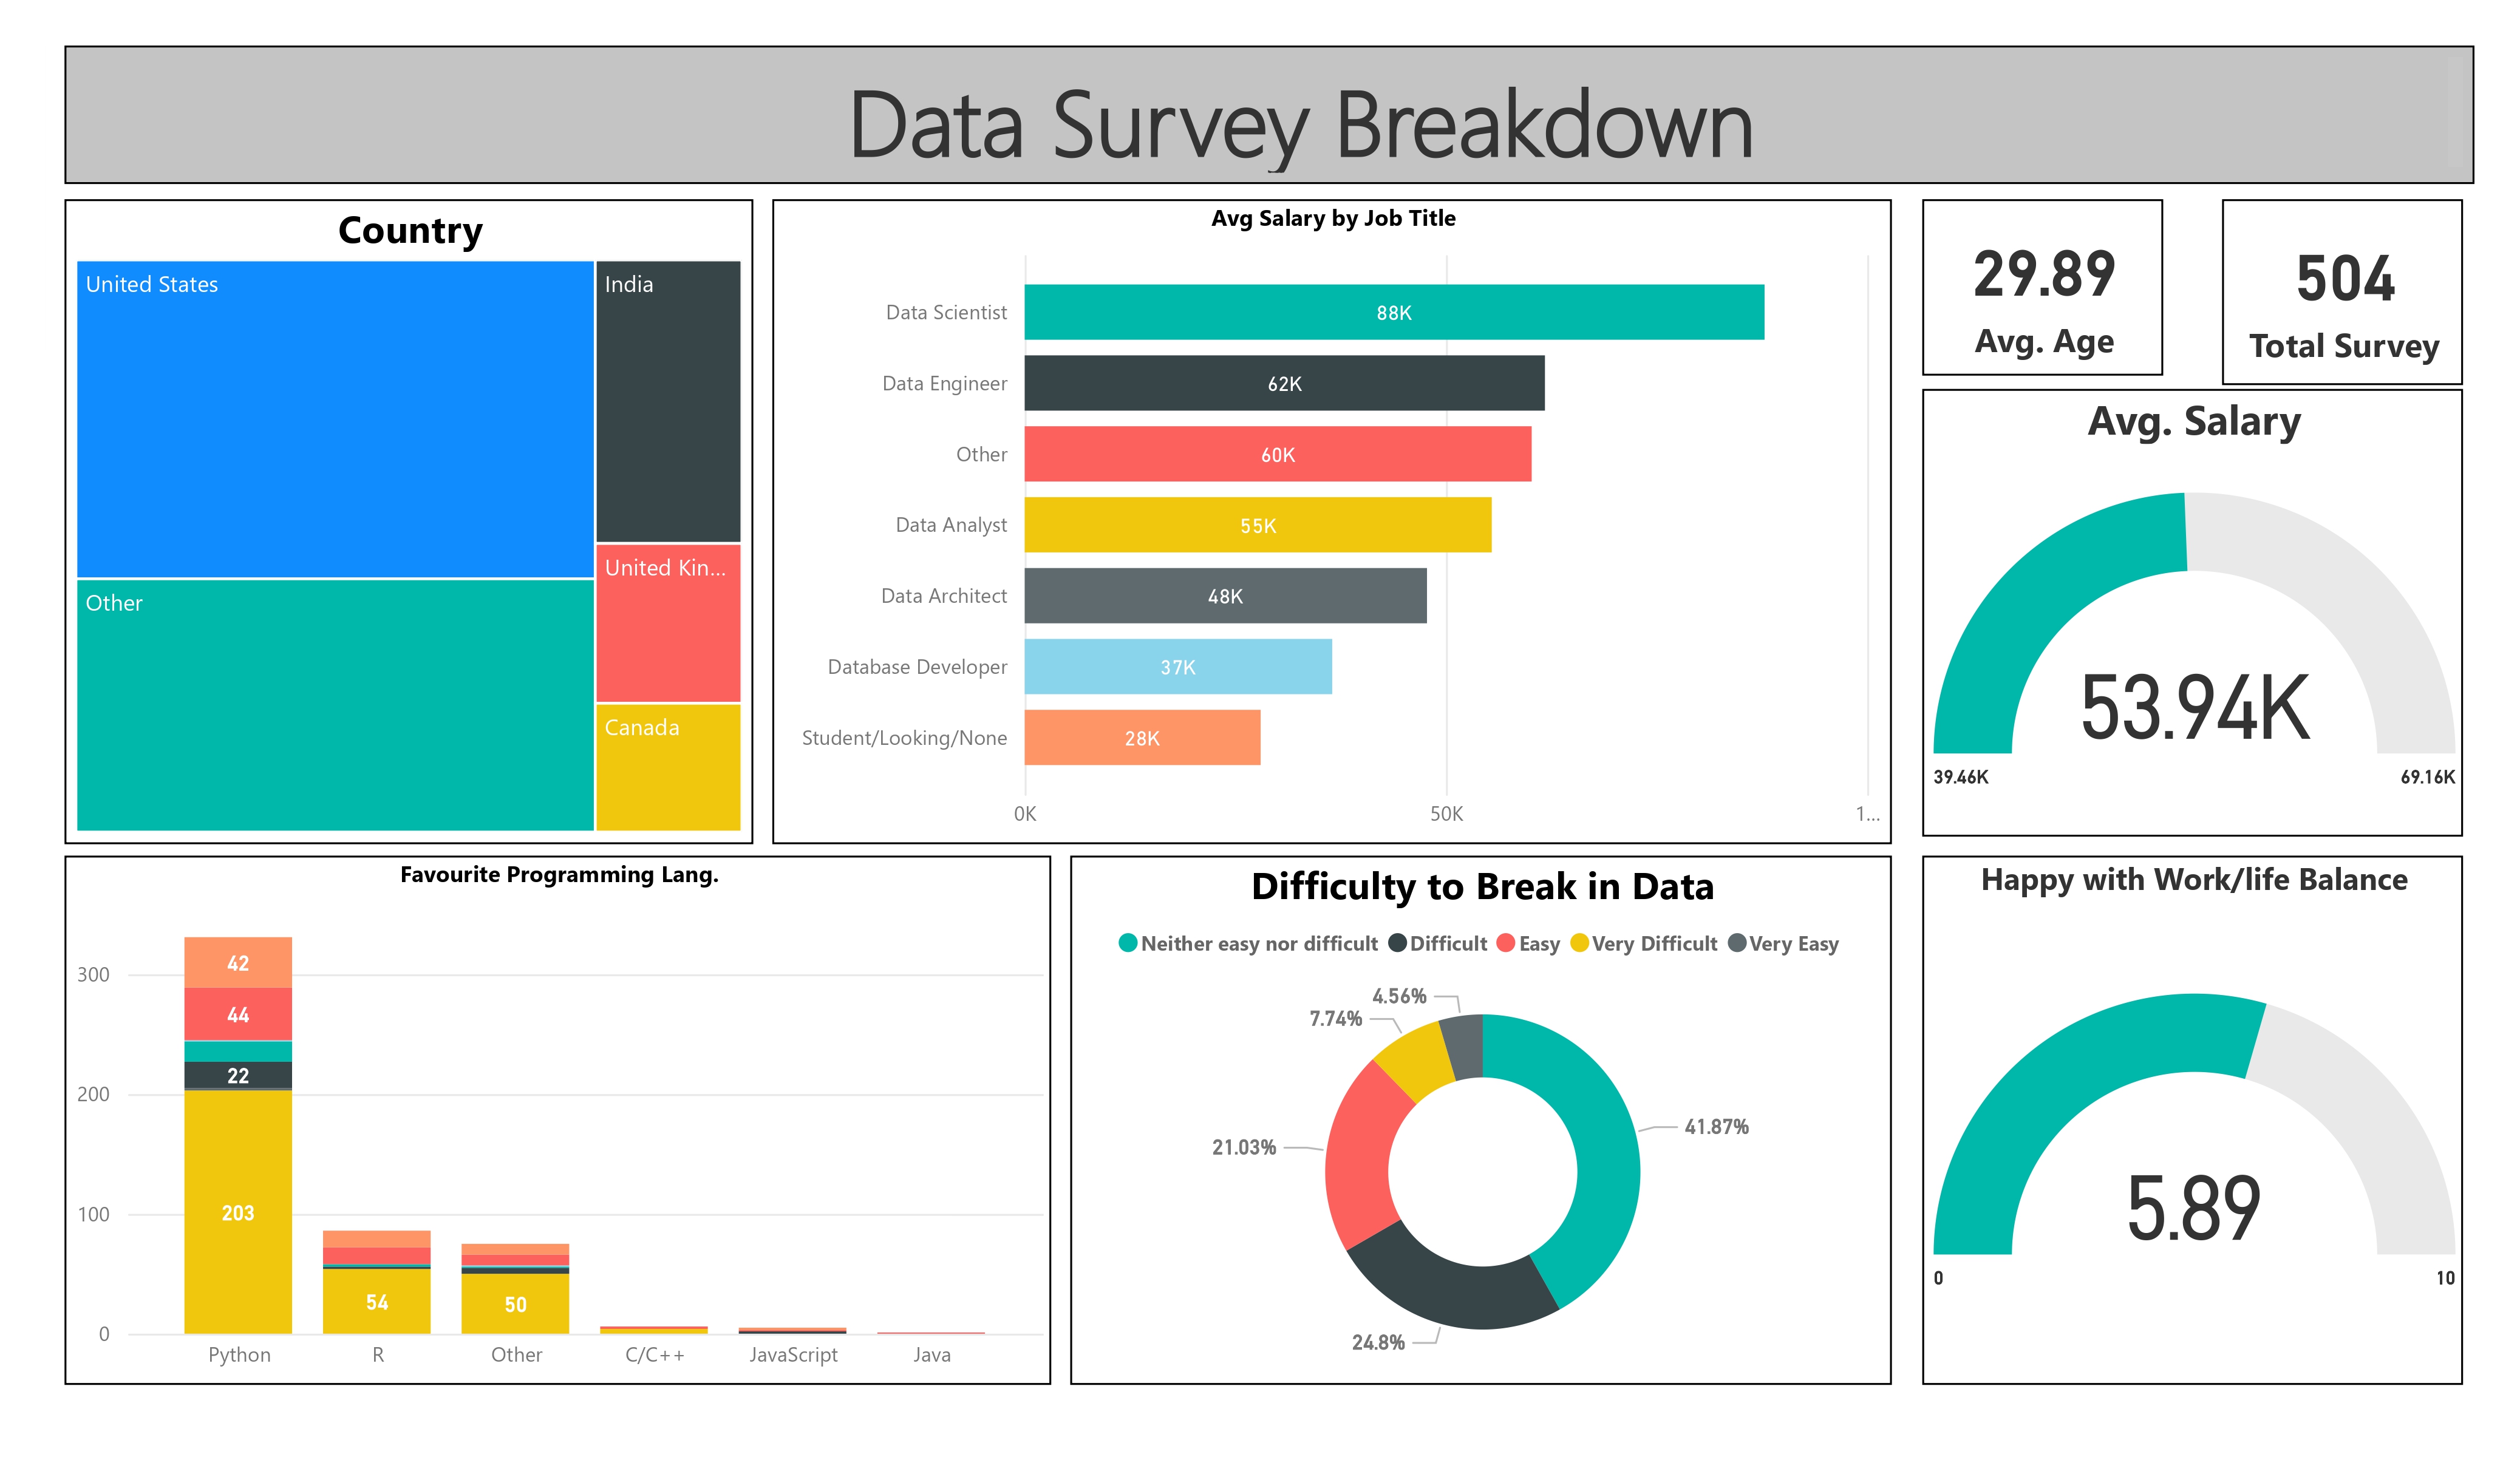 Data Survey Breakdown
Country
United States
India
Other
United Kin...
Canada
Avg Salary by Job Title
Data Scientist 88K
Data Engineer 62K
Other 60K
Data Analyst 55K
Data Architect 48K
Database Developer 37K
Student/Looking/None 28K
0K 50K 1...
29.89
Avg. Age
504
Total Survey
Avg. Salary
53.94K
39.46K 69.16K
Favourite Programming Lang.
300
200
100
0
42
44
22
203
54
50
Python R Other C/C++ JavaScript Java
Difficulty to Break in Data
Neither easy nor difficult Difficult Easy Very Difficult Very Easy
4.56%
7.74%
41.87%
21.03%
24.8%
Happy with Work/life Balance
5.89
0 10